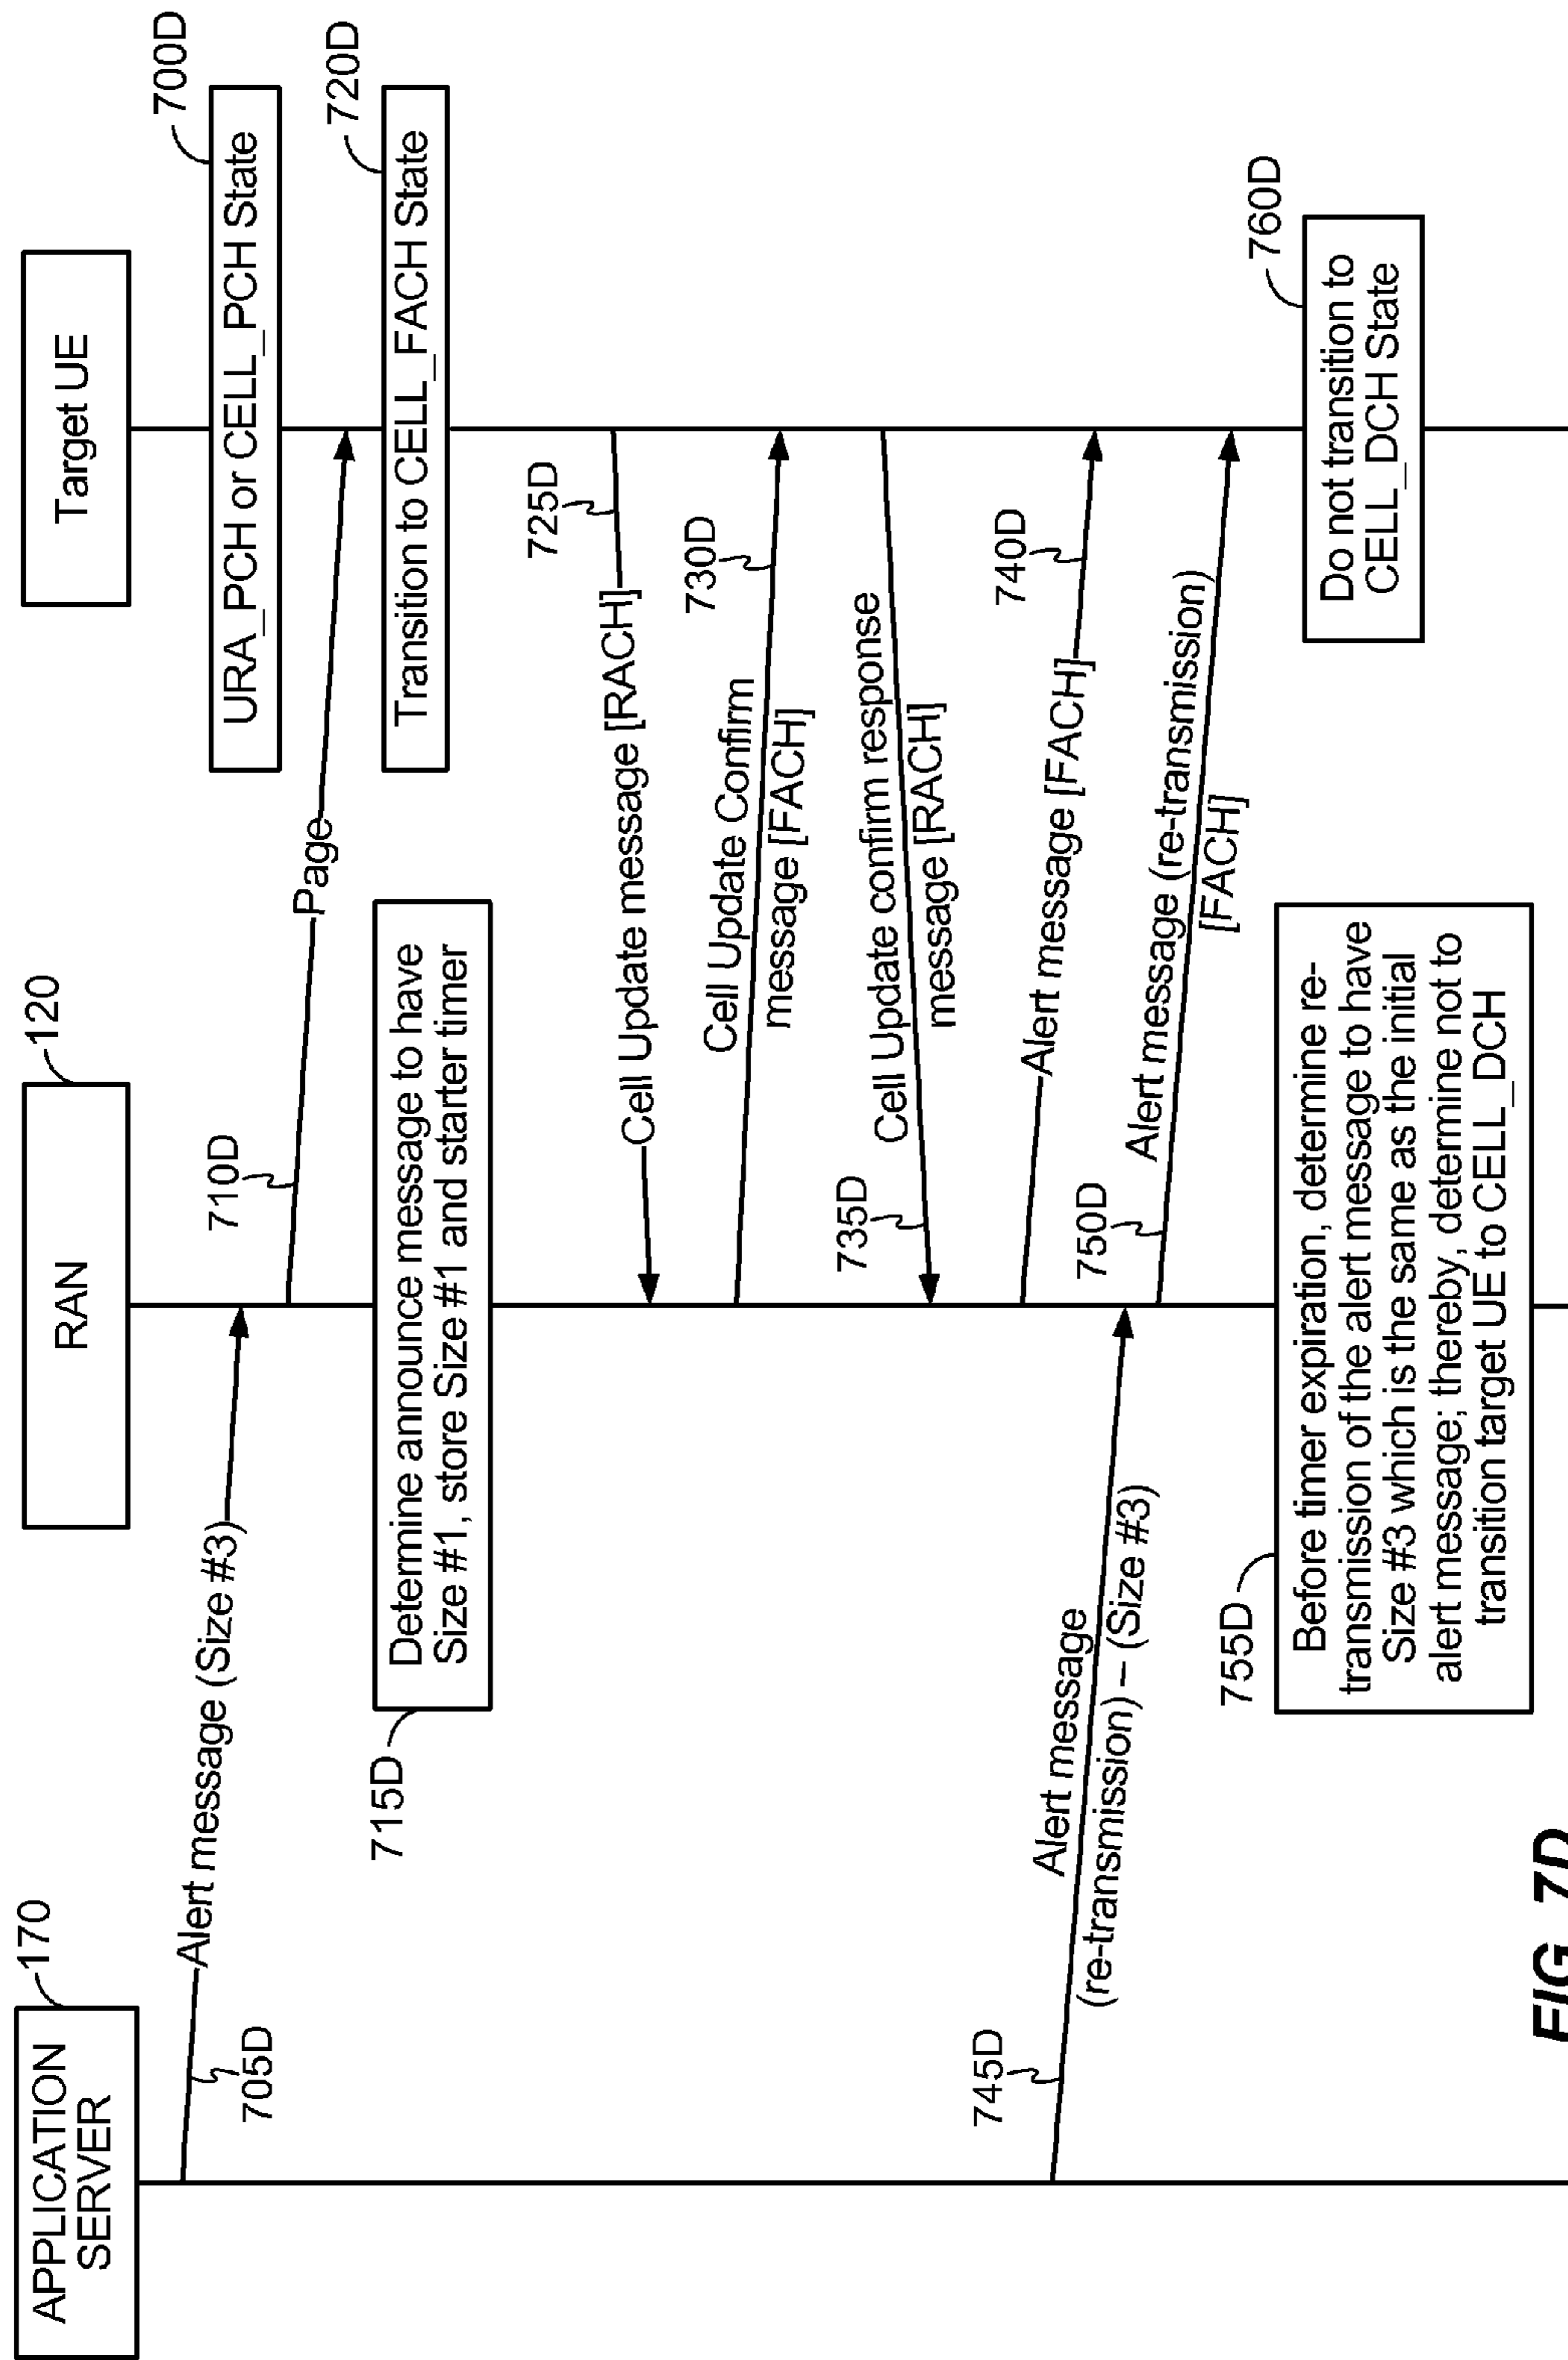 APPLICATION
SERVER
170
RAN
120
Target UE
URA_PCH or CELL_PCH State
700D
Alert message (Size #3)
705D
710D
Page
Determine announce message to have
Size #1, store Size #1 and starter timer
715D
Transition to CELL_FACH State
720D
Cell Update message [RACH]
725D
Cell Update Confirm
message [FACH]
730D
Cell Update confirm response
message [RACH]
735D
Alert message [FACH]
740D
Alert message
(re-transmission) – (Size #3)
745D
Alert message (re-transmission)
[FACH]
750D
Before timer expiration, determine re-
transmission of the alert message to have
Size #3 which is the same as the initial
alert message; thereby, determine not to
transition target UE to CELL_DCH
755D
Do not transition to
CELL_DCH State
760D
FIG. 7D